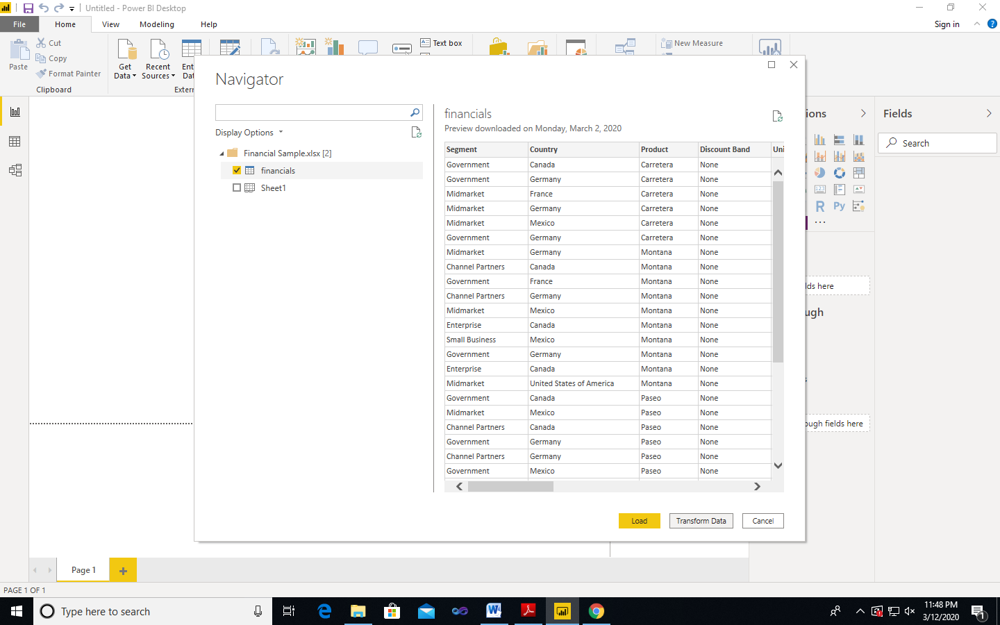 Untitled - Power BI Desktop
File Home View Modeling Help Sign in
Paste Cut Copy Format Painter
Get Data Recent Sources
Text box
New Measure
Clipboard
Navigator
Display Options
Financial Sample.xlsx [2]
financials
Sheet1
financials
Preview downloaded on Monday, March 2, 2020
Segment Country Product Discount Band Uni
Government Canada Carretera None
Government Germany Carretera None
Midmarket France Carretera None
Midmarket Germany Carretera None
Midmarket Mexico Carretera None
Government Germany Carretera None
Midmarket Germany Montana None
Channel Partners Canada Montana None
Government France Montana None
Channel Partners Germany Montana None
Midmarket Mexico Montana None
Enterprise Canada Montana None
Small Business Mexico Montana None
Government Germany Montana None
Enterprise Canada Montana None
Midmarket United States of America Montana None
Government Canada Paseo None
Midmarket Mexico Paseo None
Channel Partners Canada Paseo None
Government Germany Paseo None
Channel Partners Germany Paseo None
Government Mexico Paseo None
Load Transform Data Cancel
ions
Fields
Search
R Py
lds here
ugh
s
ough fields here
Page 1
PAGE 1 OF 1
Type here to search
11:48 PM
3/12/2020
1